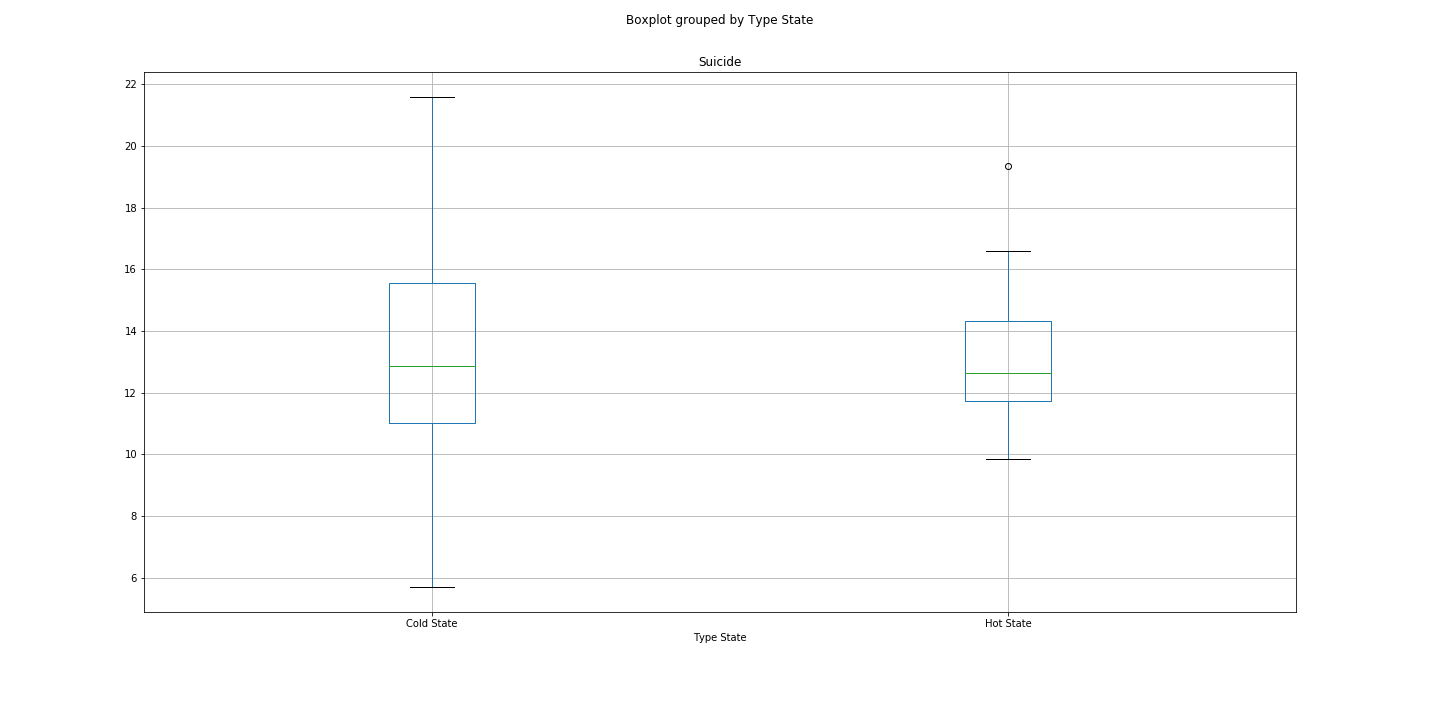 Boxplot grouped by Type State
Suicide
22
20
18
16
14
12
10
8
6
Cold State
Hot State
Type State